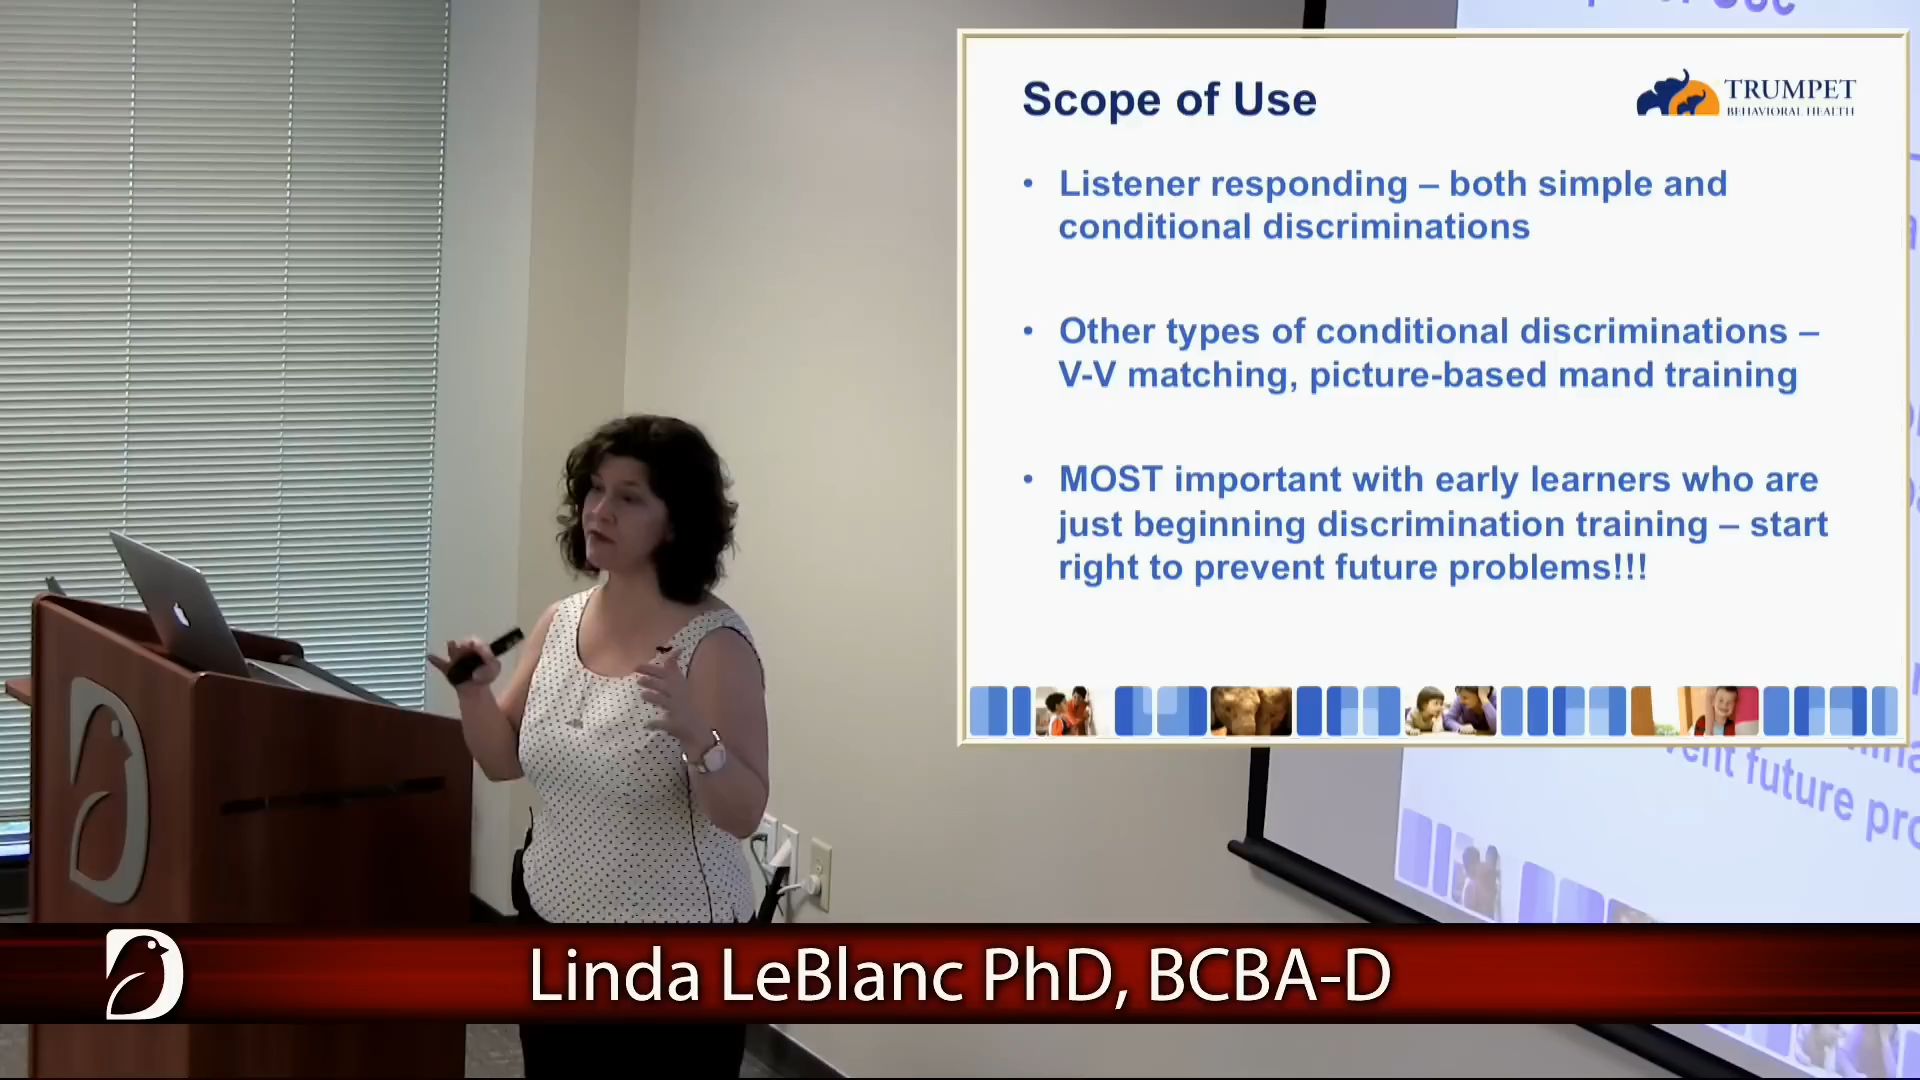 Scope of Use
TRUMPET
BEHAVIORAL HEALTH
• Listener responding – both simple and
conditional discriminations
• Other types of conditional discriminations –
V-V matching, picture-based mand training
• MOST important with early learners who are
just beginning discrimination training – start
right to prevent future problems!!!
future pro
Linda LeBlanc PhD, BCBA-D